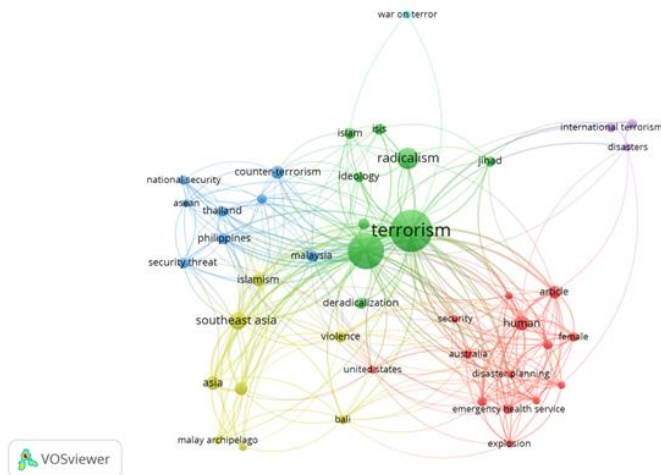 war on terror
international terrorism
isis
islam
disasters
radicalism
jihad
counter-terrorism
ideology
national security
asean
thailand
terrorism
philippines
malaysia
security threat
islamism
article
deradicalization
southeast asia
security
human
violence
female
australia
united states
disaster planning
asia
emergency health service
bali
malay archipelago
explosion
VOSviewer